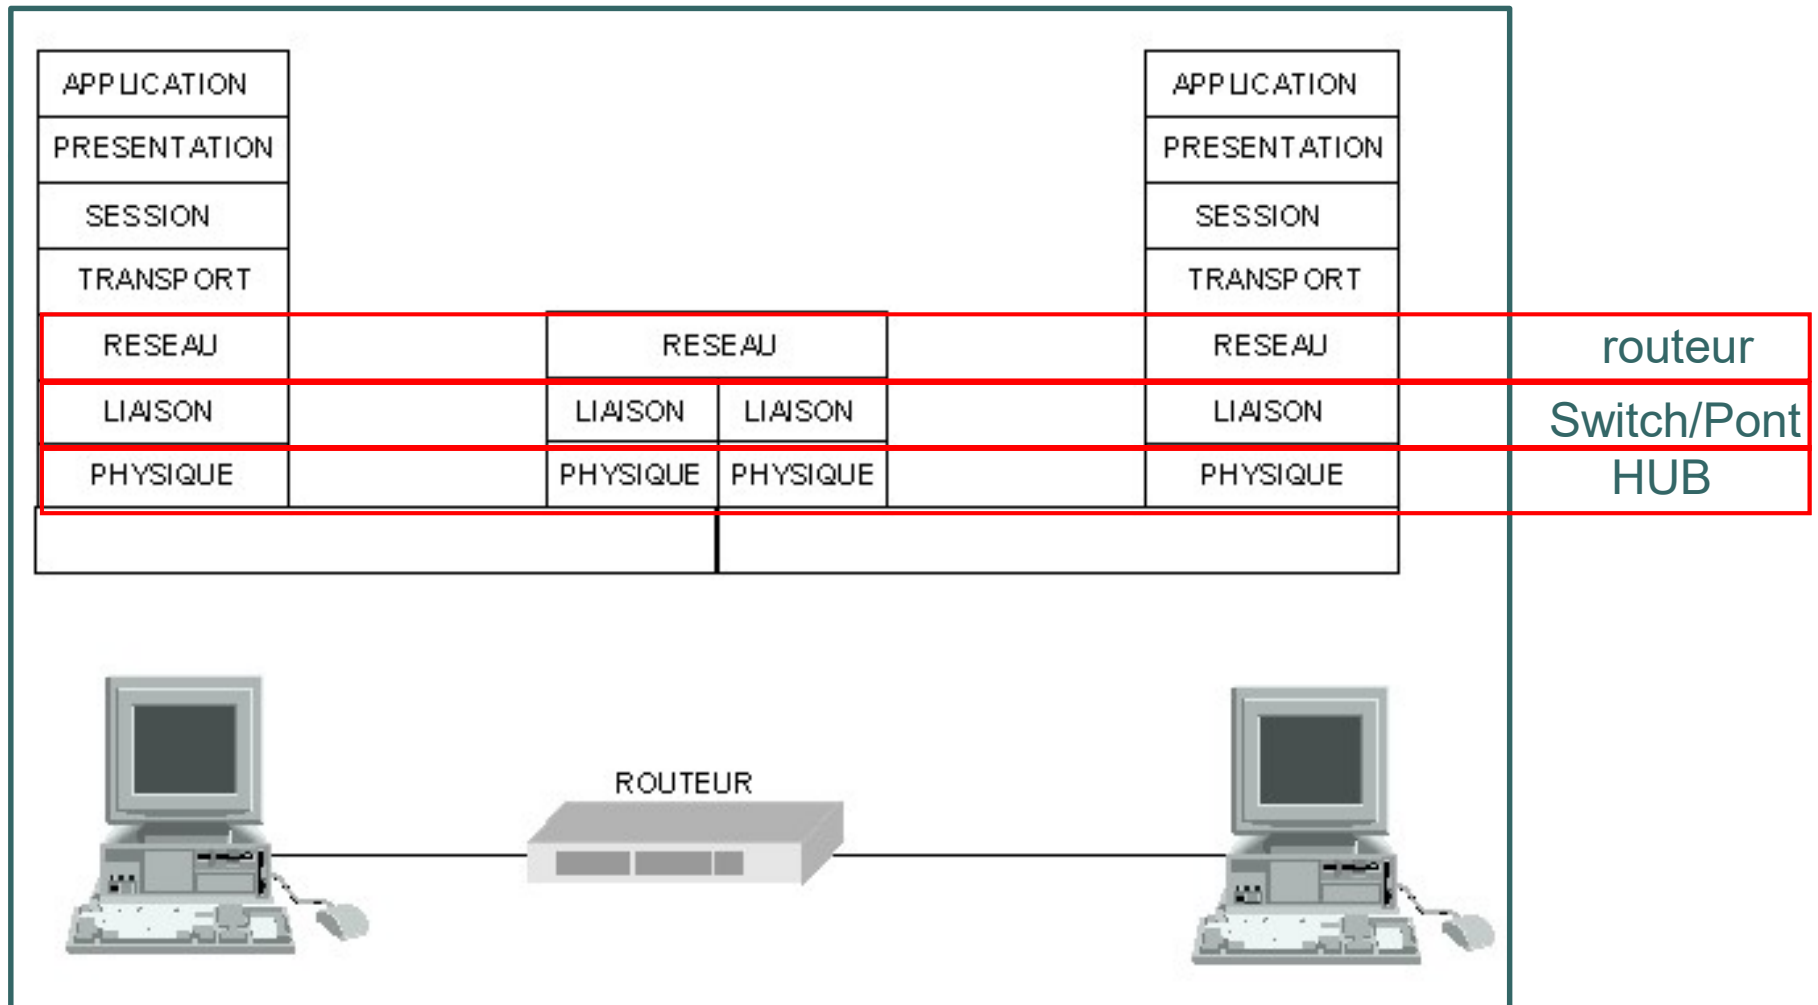 APPLICATION APPLICATION
PRESENTATION PRESENTATION
SESSION SESSION
TRANSPORT TRANSPORT
RESEAU RESEAU RESEAU routeur
LIAISON LIAISON LIAISON LIAISON Switch/Pont
PHYSIQUE PHYSIQUE PHYSIQUE PHYSIQUE HUB
ROUTEUR